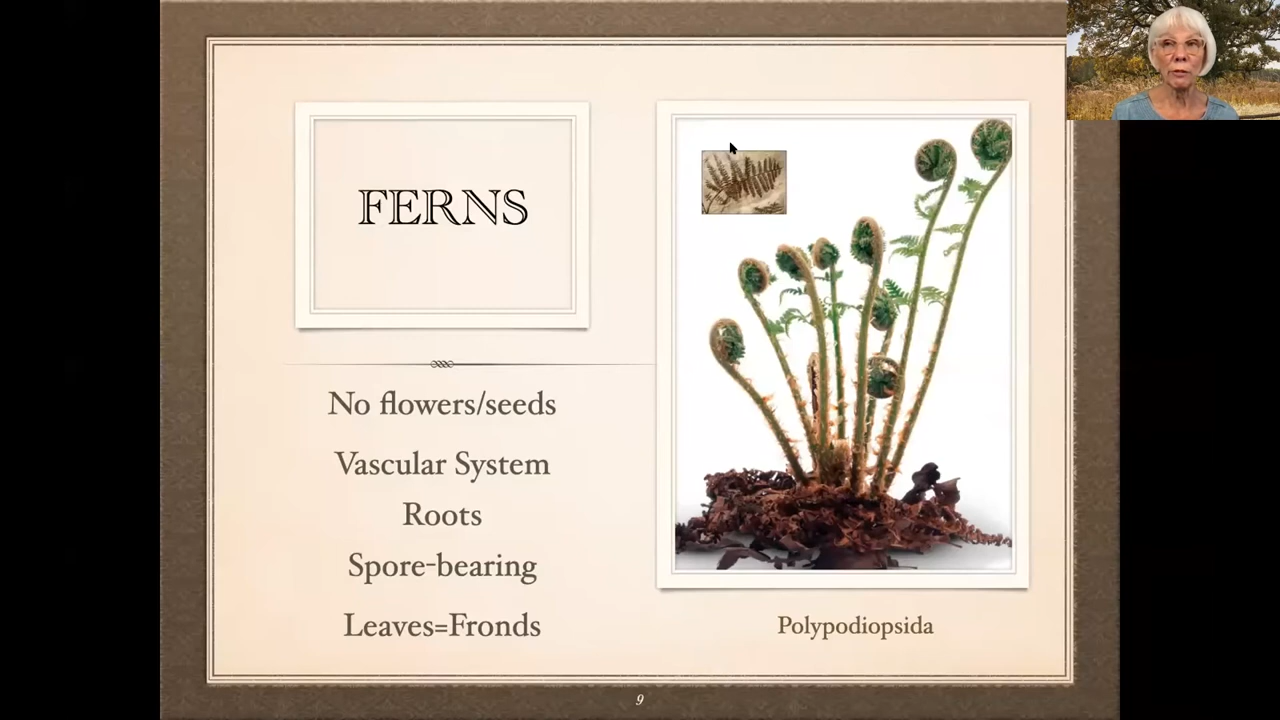 FERNS
No flowers/seeds
Vascular System
Roots
Spore-bearing
Leaves=Fronds
Polypodiopsida
9